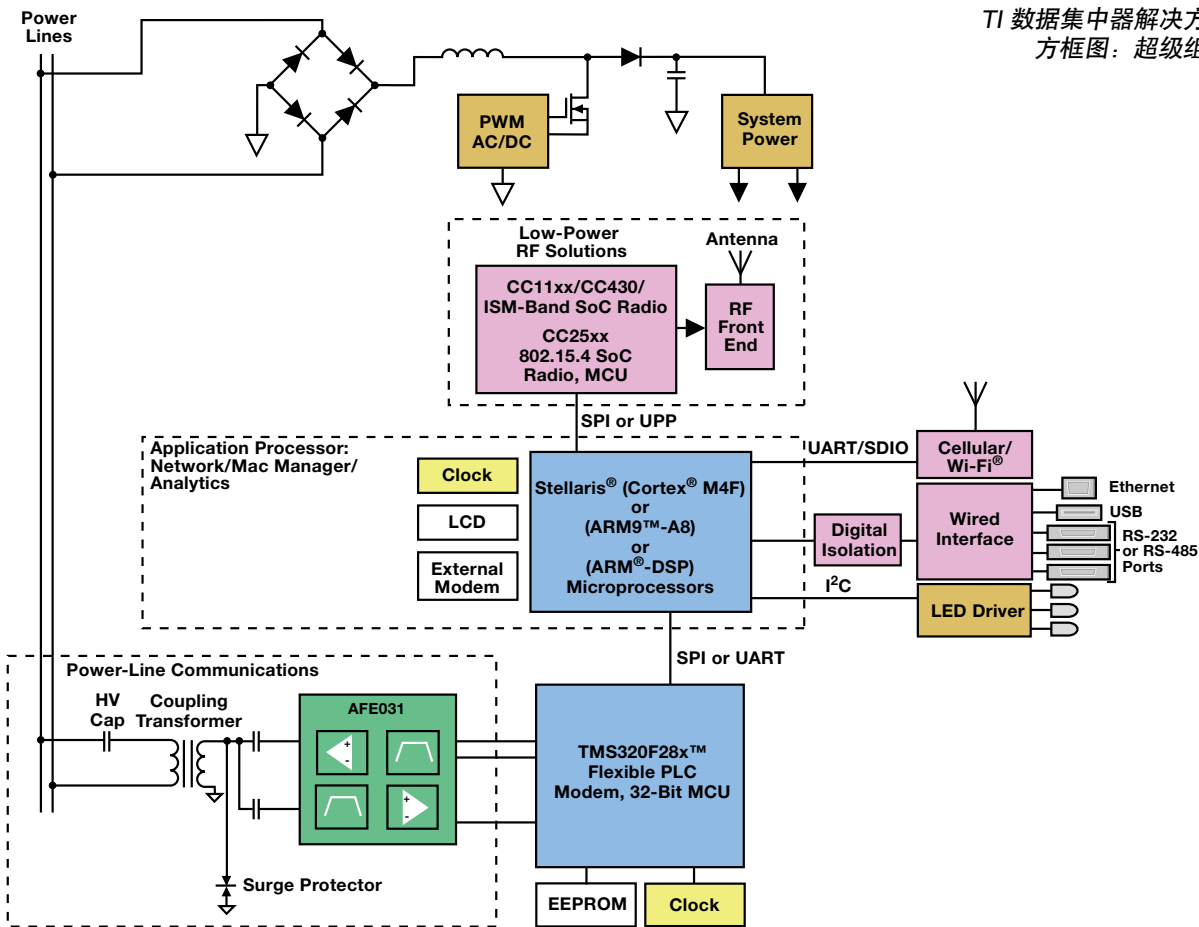 Power
Lines
TI 数据集中器解决方
方框图：超级组
PWM
AC/DC
System
Power
Low-Power
RF Solutions
Antenna
CC11xx/CC430/
ISM-Band SoC Radio
CC25xx
802.15.4 SoC
Radio, MCU
RF
Front
End
SPI or UPP
Application Processor:
Network/Mac Manager/
Analytics
Clock
LCD
External
Modem
Stellaris® (Cortex® M4F)
or
(ARM9™-A8)
or
(ARM®-DSP)
Microprocessors
UART/SDIO
Cellular/
Wi-Fi®
Digital
Isolation
Wired
Interface
Ethernet
USB
RS-232
or RS-485
Ports
I²C
LED Driver
SPI or UART
Power-Line Communications
HV
Cap
Coupling
Transformer
AFE031
+
-
+
-
TMS320F28x™
Flexible PLC
Modem, 32-Bit MCU
Surge Protector
EEPROM
Clock